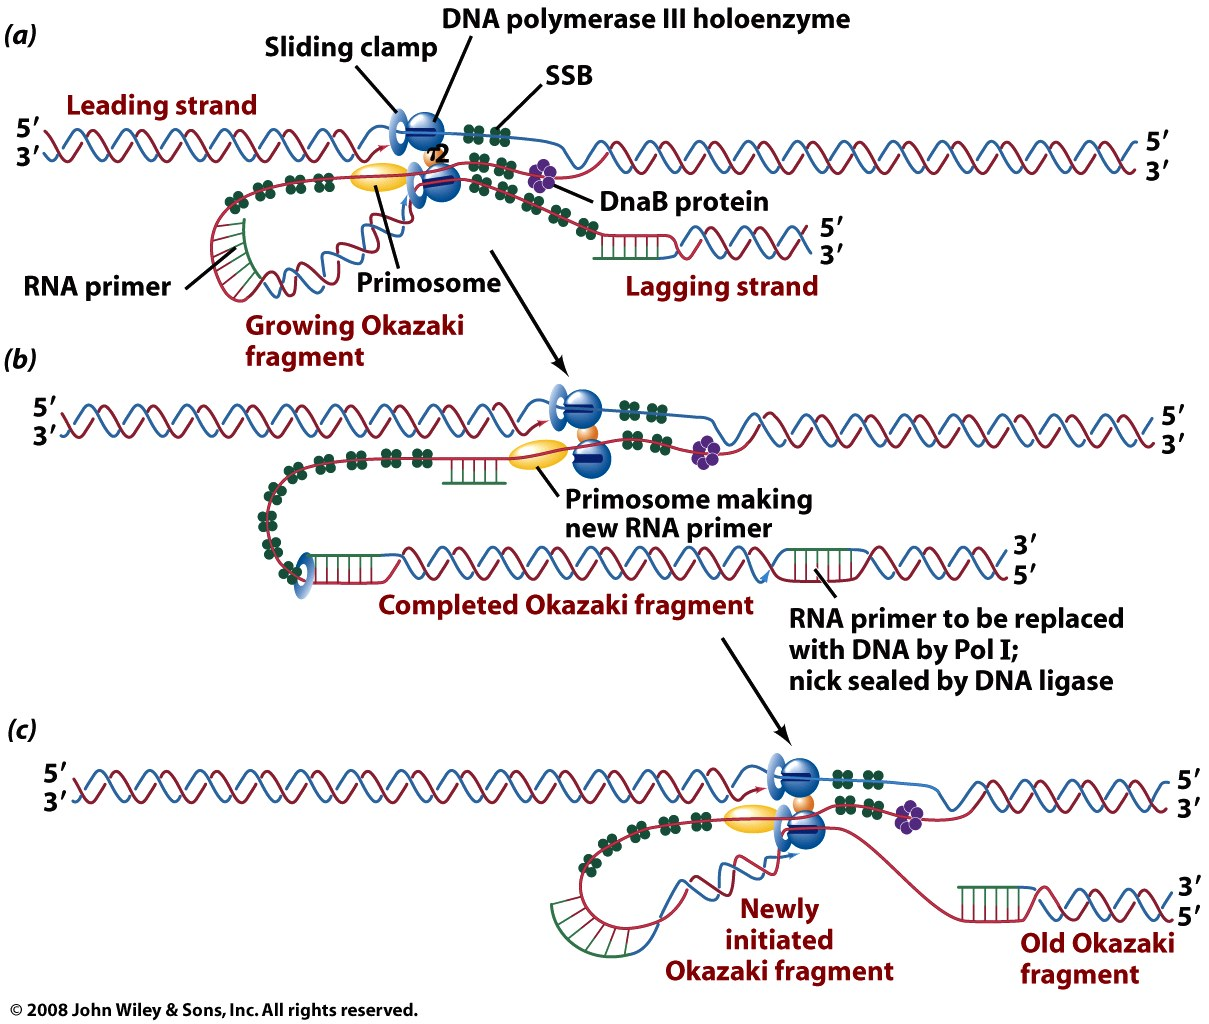 (a)
DNA polymerase III holoenzyme
Sliding clamp
SSB
Leading strand
5′
3′
τ2
5′
3′
DnaB protein
5′
3′
RNA primer
Primosome
Lagging strand
Growing Okazaki
fragment
(b)
5′
3′
5′
3′
Primosome making
new RNA primer
3′
5′
Completed Okazaki fragment
RNA primer to be replaced
with DNA by Pol I;
nick sealed by DNA ligase
(c)
5′
3′
5′
3′
3′
5′
Newly
initiated
Okazaki fragment
Old Okazaki
fragment
© 2008 John Wiley & Sons, Inc. All rights reserved.